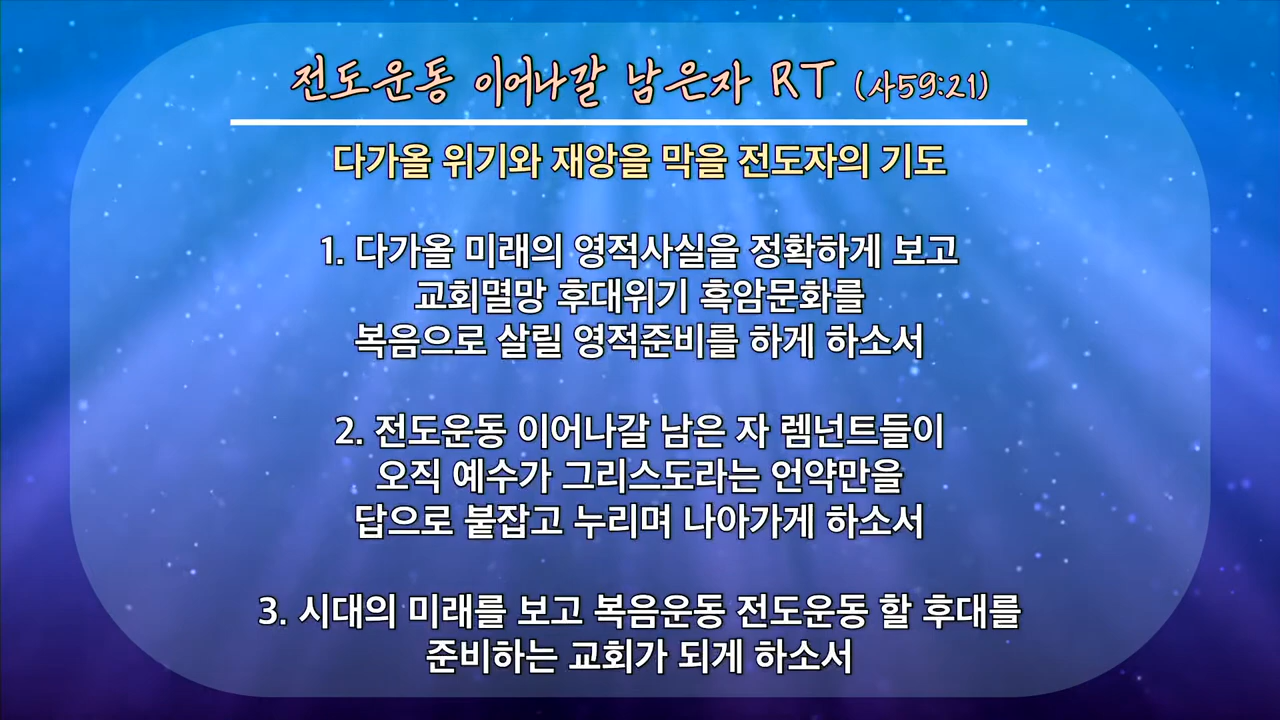 전도운동 이어나갈 남은자 RT (사59:21)
다가올 위기와 재앙을 막을 전도자의 기도
1. 다가올 미래의 영적사실을 정확하게 보고
교회멸망 후대위기 흑암문화를
복음으로 살릴 영적준비를 하게 하소서
2. 전도운동 이어나갈 남은 자 렘넌트들이
오직 예수가 그리스도라는 언약만을
답으로 붙잡고 누리며 나아가게 하소서
3. 시대의 미래를 보고 복음운동 전도운동 할 후대를
준비하는 교회가 되게 하소서